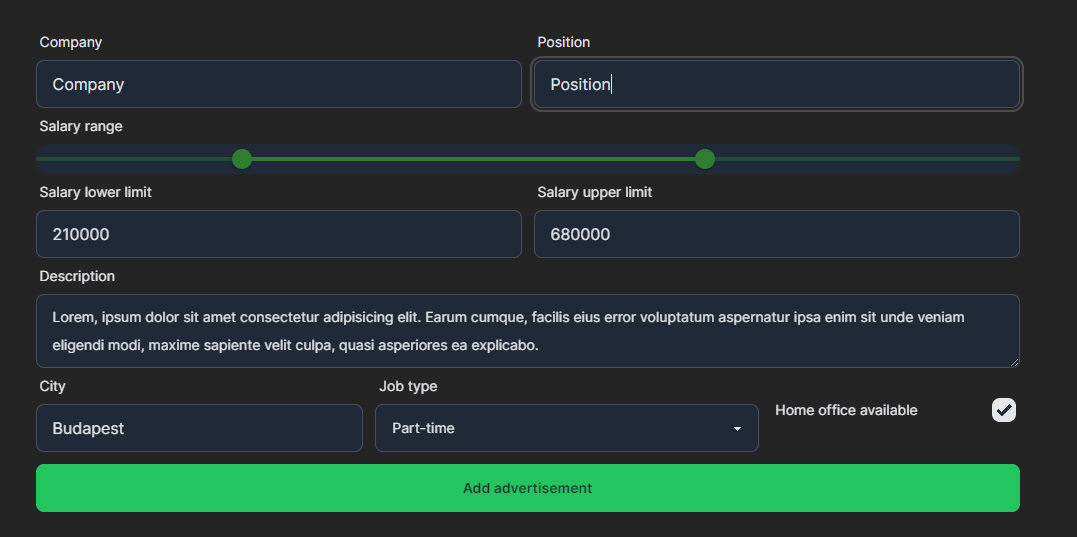 Company
Position
Company
Position
Salary range
Salary lower limit
Salary upper limit
210000
680000
Description
Lorem, ipsum dolor sit amet consectetur adipisicing elit. Earum cumque, facilis eius error voluptatum aspernatur ipsa enim sit unde veniam
eligendi modi, maxime sapiente velit culpa, quasi asperiores ea explicabo.
City
Job type
Home office available
Budapest
Part-time
Add advertisement